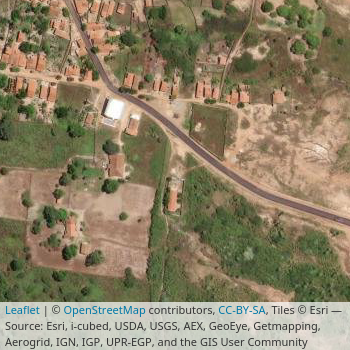 Leaflet | © OpenStreetMap contributors, CC-BY-SA, Tiles © Esri —
Source: Esri, i-cubed, USDA, USGS, AEX, GeoEye, Getmapping,
Aerogrid, IGN, IGP, UPR-EGP, and the GIS User Community